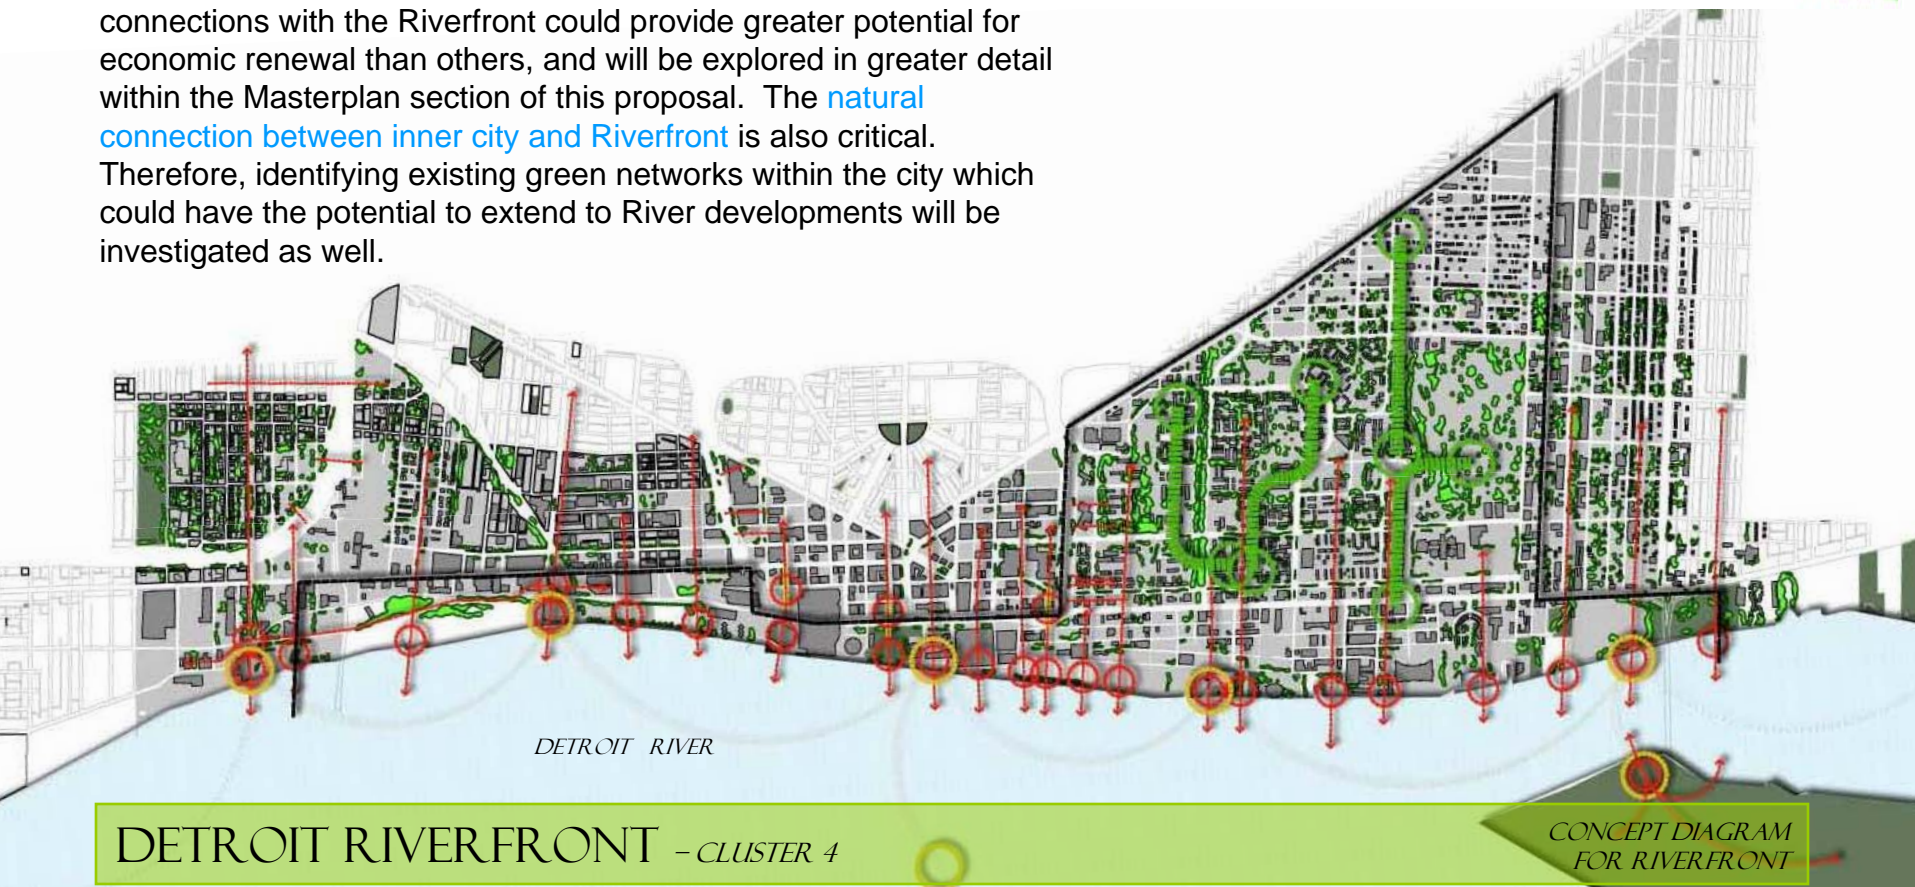 connections with the Riverfront could provide greater potential for
economic renewal than others, and will be explored in greater detail
within the Masterplan section of this proposal.  The natural
connection between inner city and Riverfront is also critical.
Therefore, identifying existing green networks within the city which
could have the potential to extend to River developments will be
investigated as well.
DETROIT RIVER
DETROIT RIVERFRONT – CLUSTER 4
CONCEPT DIAGRAM
FOR RIVERFRONT